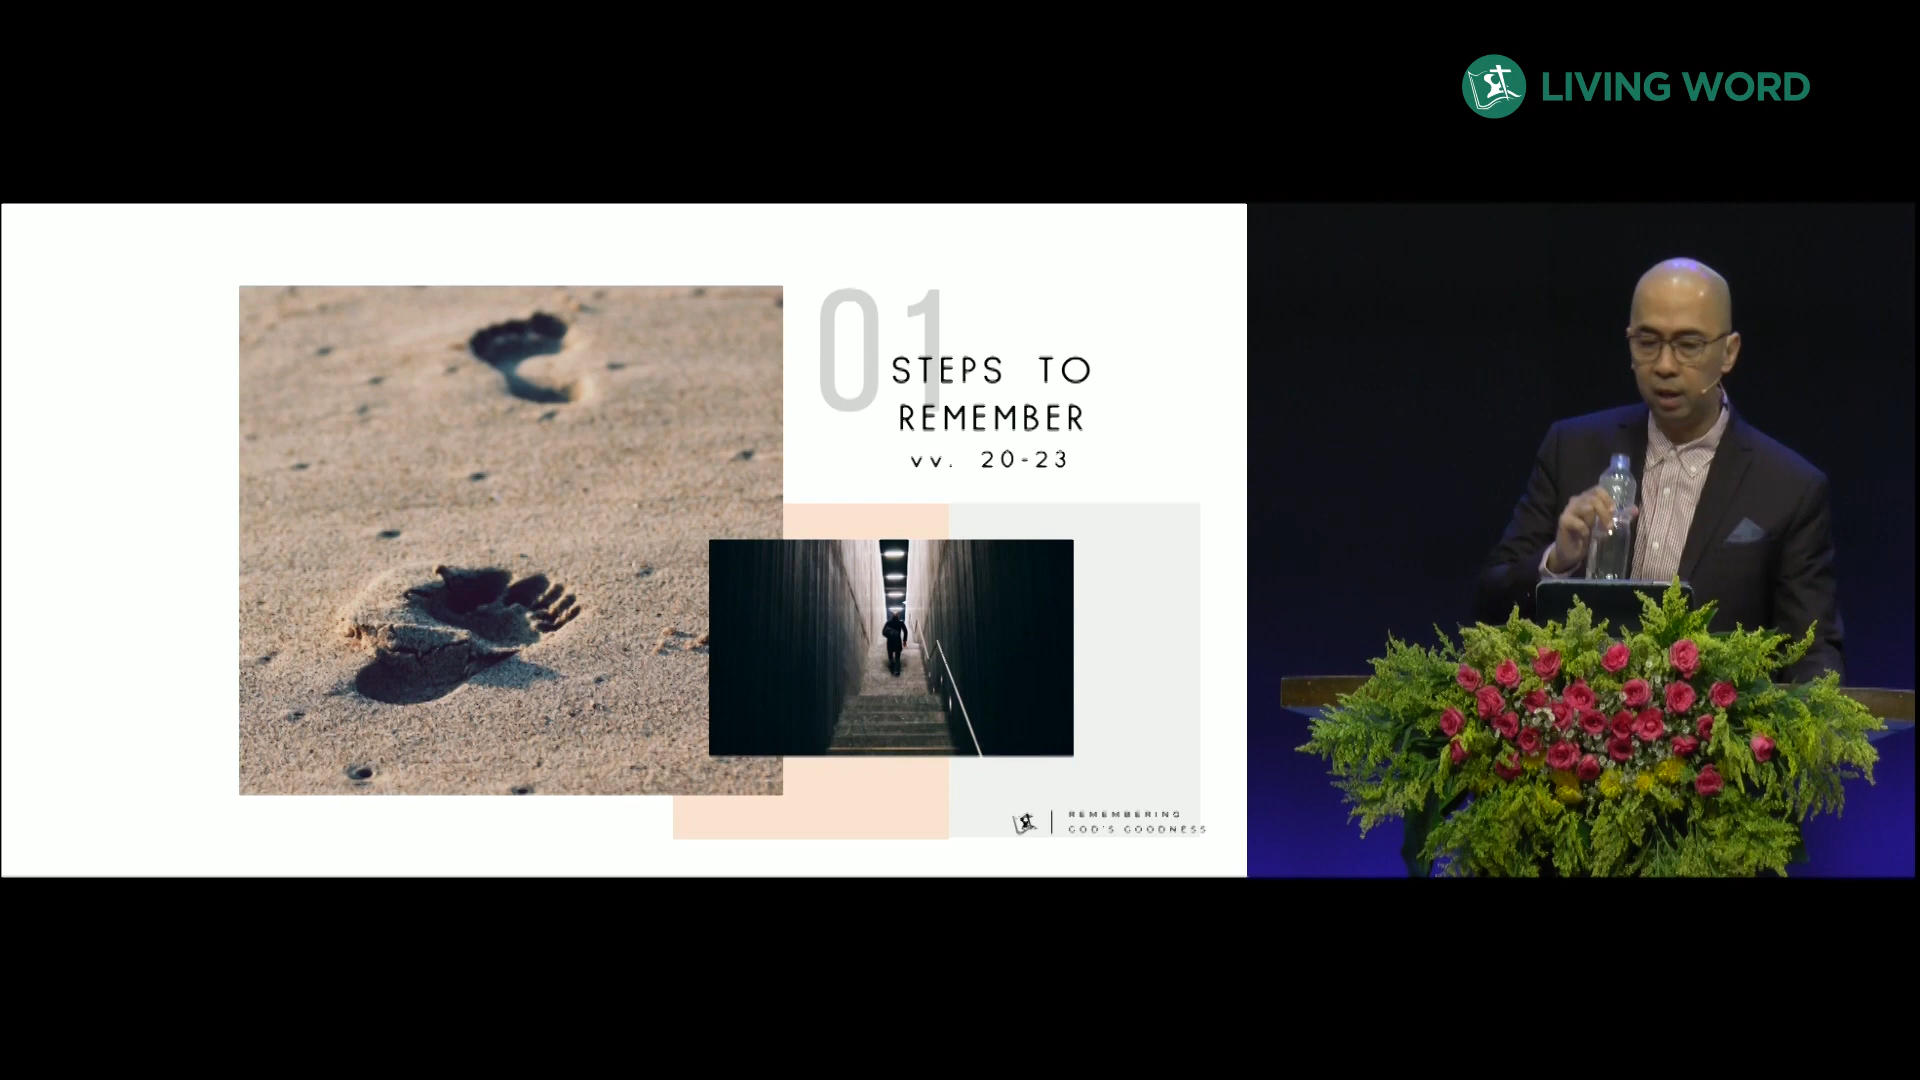 LIVING WORD
01
STEPS TO
REMEMBER
vv. 20-23
REMEMBERING
GOD'S GOODNESS